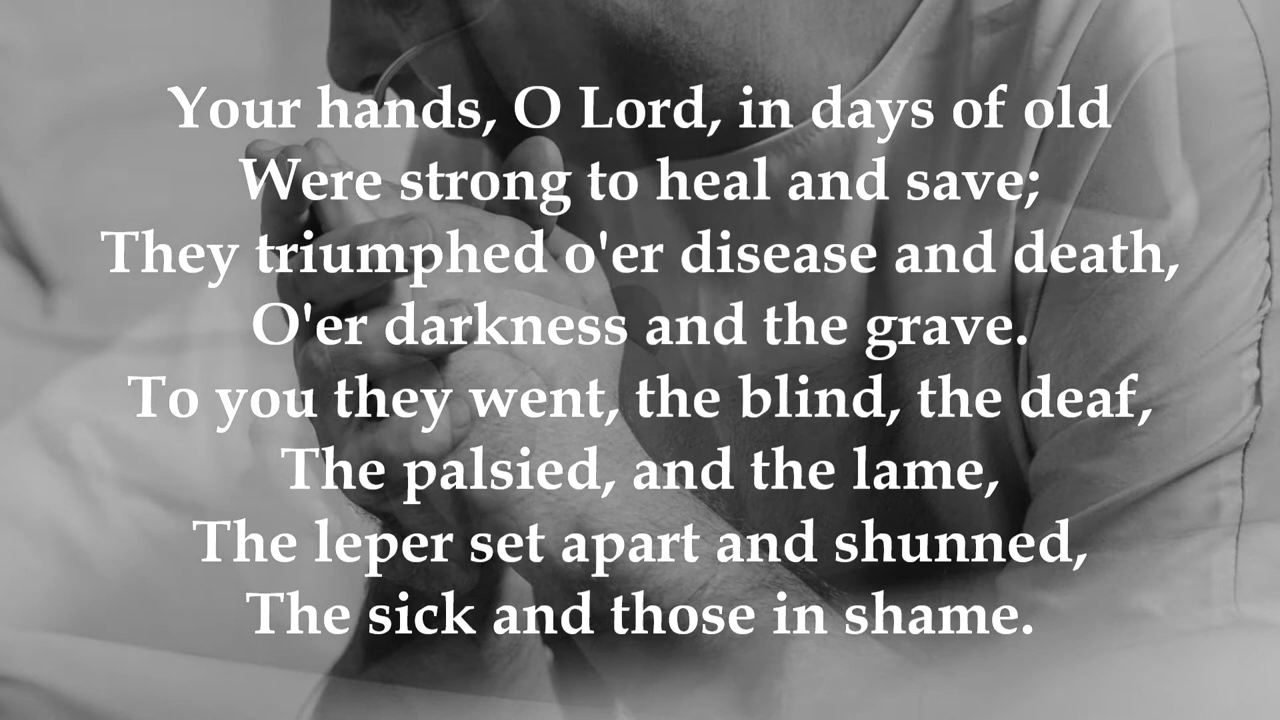 Your hands, O Lord, in days of old
Were strong to heal and save;
They triumphed o'er disease and death,
O'er darkness and the grave.
To you they went, the blind, the deaf,
The palsied, and the lame,
The leper set apart and shunned,
The sick and those in shame.